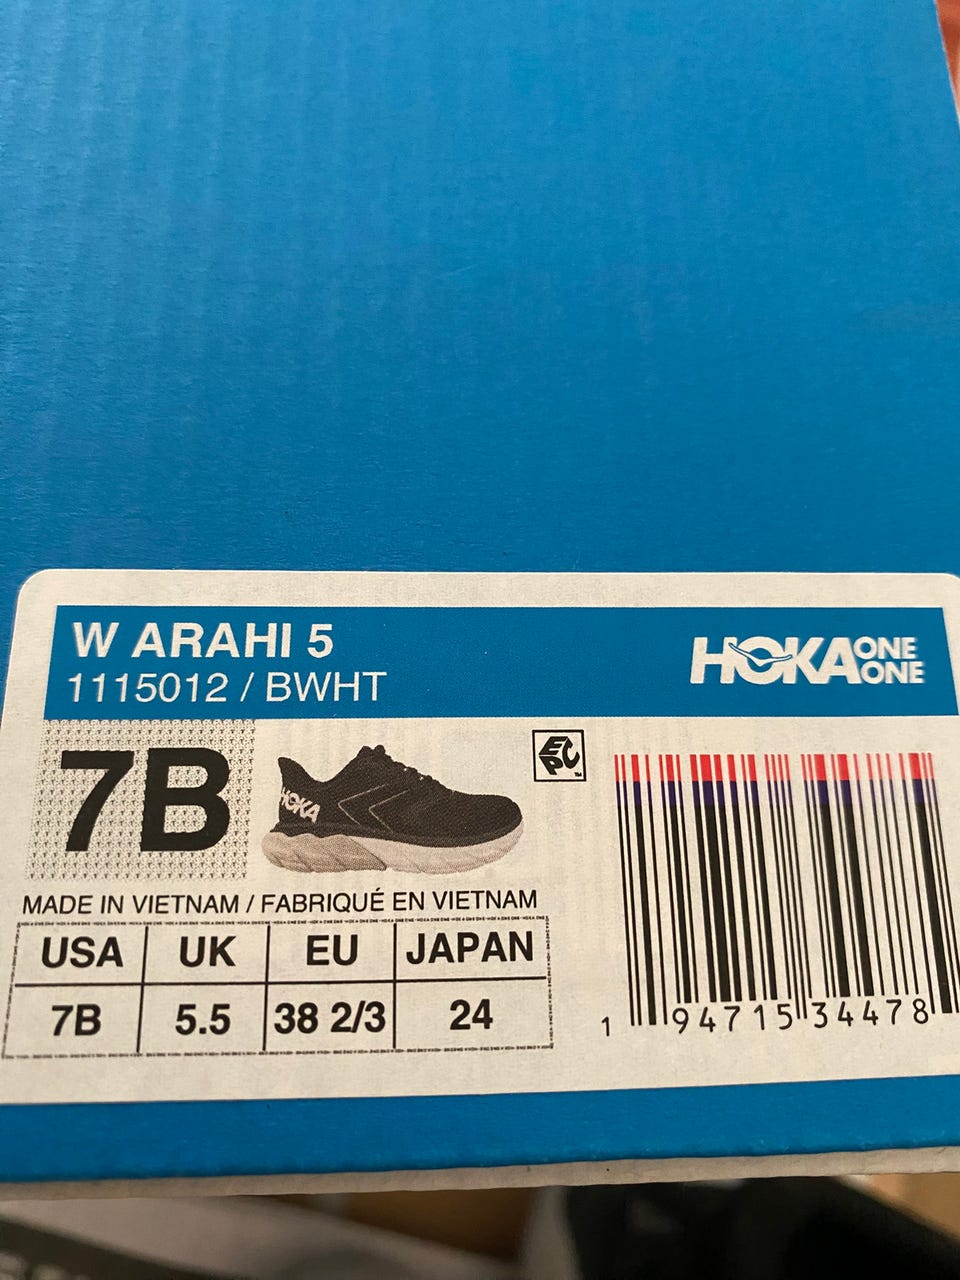 W ARAHI 5
1115012 / BWHT
HOKA ONE ONE
7B
HOKA
EPC
MADE IN VIETNAM / FABRIQUÉ EN VIETNAM
USA UK EU JAPAN
7B 5.5 38 2/3 24
1 94715 34478